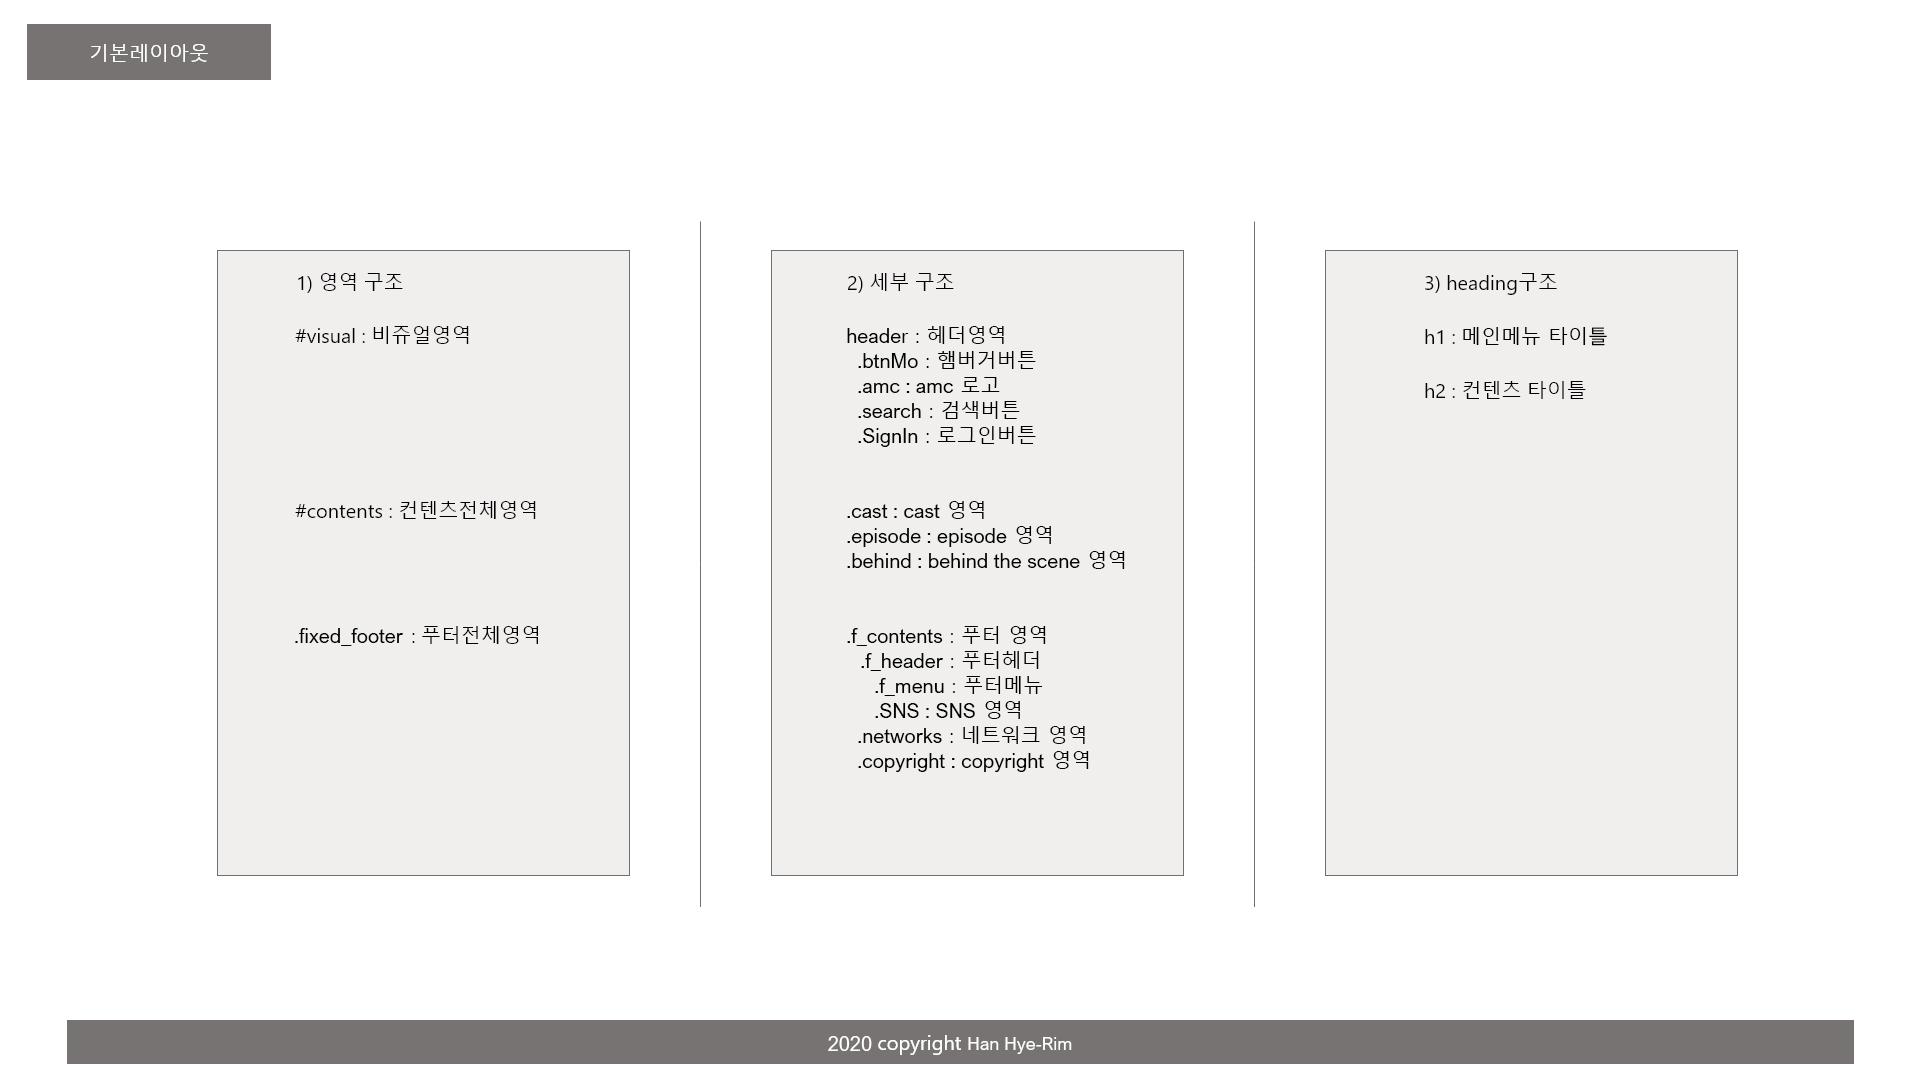 기본레이아웃
1) 영역 구조
#visual : 비쥬얼영역
#contents : 컨텐츠전체영역
.fixed_footer : 푸터전체영역
2) 세부 구조
header : 헤더영역
.btnMo : 햄버거버튼
.amc : amc 로고
.search : 검색버튼
.SignIn : 로그인버튼
.cast : cast 영역
.episode : episode 영역
.behind : behind the scene 영역
.f_contents : 푸터 영역
.f_header : 푸터헤더
.f_menu : 푸터메뉴
.SNS : SNS 영역
.networks : 네트워크 영역
.copyright : copyright 영역
3) heading구조
h1 : 메인메뉴 타이틀
h2 : 컨텐츠 타이틀
2020 copyright Han Hye-Rim